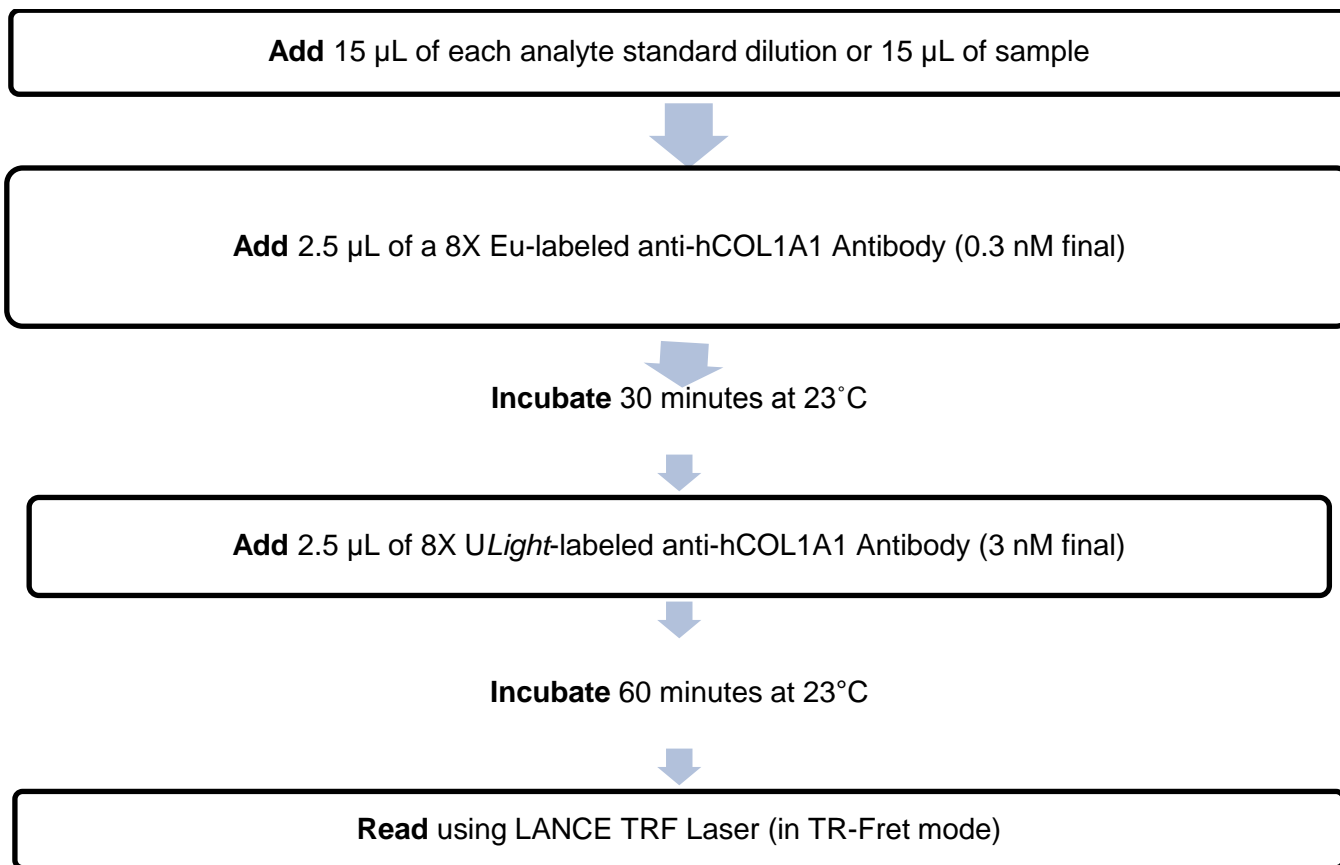 Add 15 µL of each analyte standard dilution or 15 µL of sample
Add 2.5 µL of a 8X Eu-labeled anti-hCOL1A1 Antibody (0.3 nM final)
Incubate 30 minutes at 23˚C
Add 2.5 µL of 8X ULight-labeled anti-hCOL1A1 Antibody (3 nM final)
Incubate 60 minutes at 23°C
Read using LANCE TRF Laser (in TR-Fret mode)